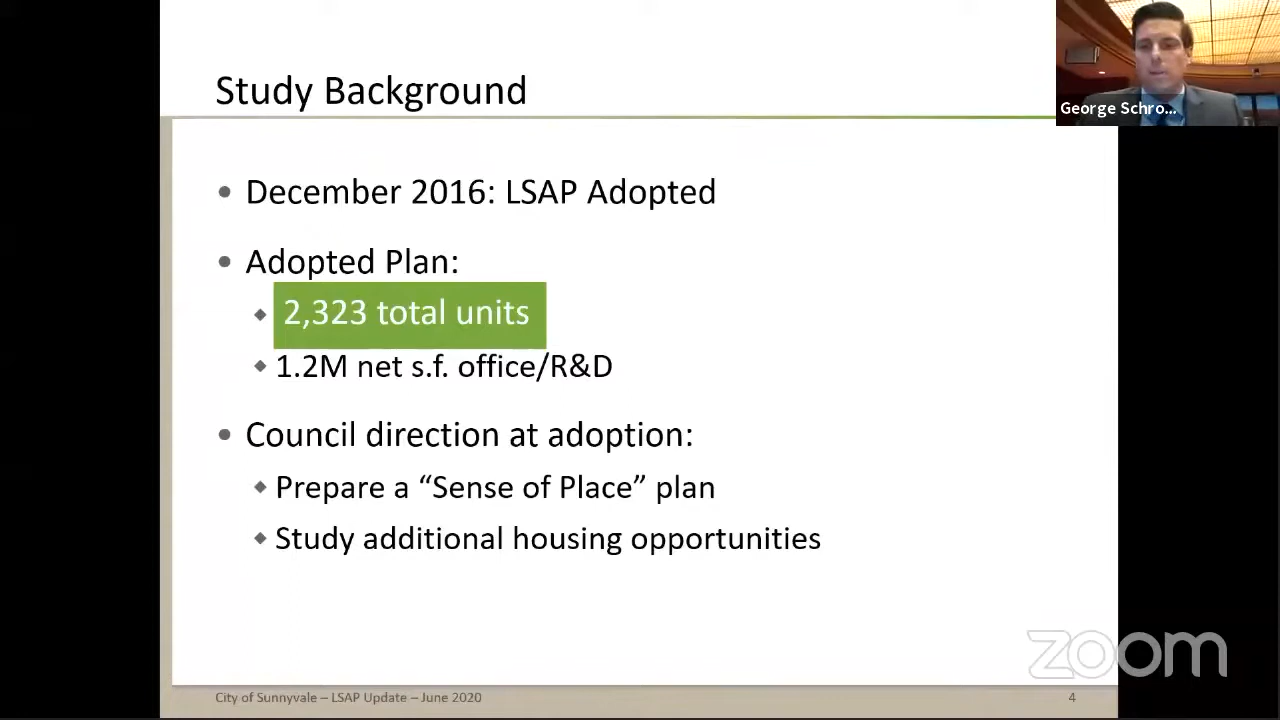 Study Background
George Schro...
December 2016: LSAP Adopted
Adopted Plan:
2,323 total units
1.2M net s.f. office/R&D
Council direction at adoption:
Prepare a “Sense of Place” plan
Study additional housing opportunities
zoom
City of Sunnyvale – LSAP Update – June 2020
4